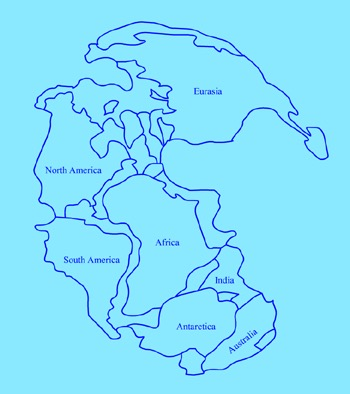 Eurasia
North America
Africa
South America
India
Antarctica
Australia